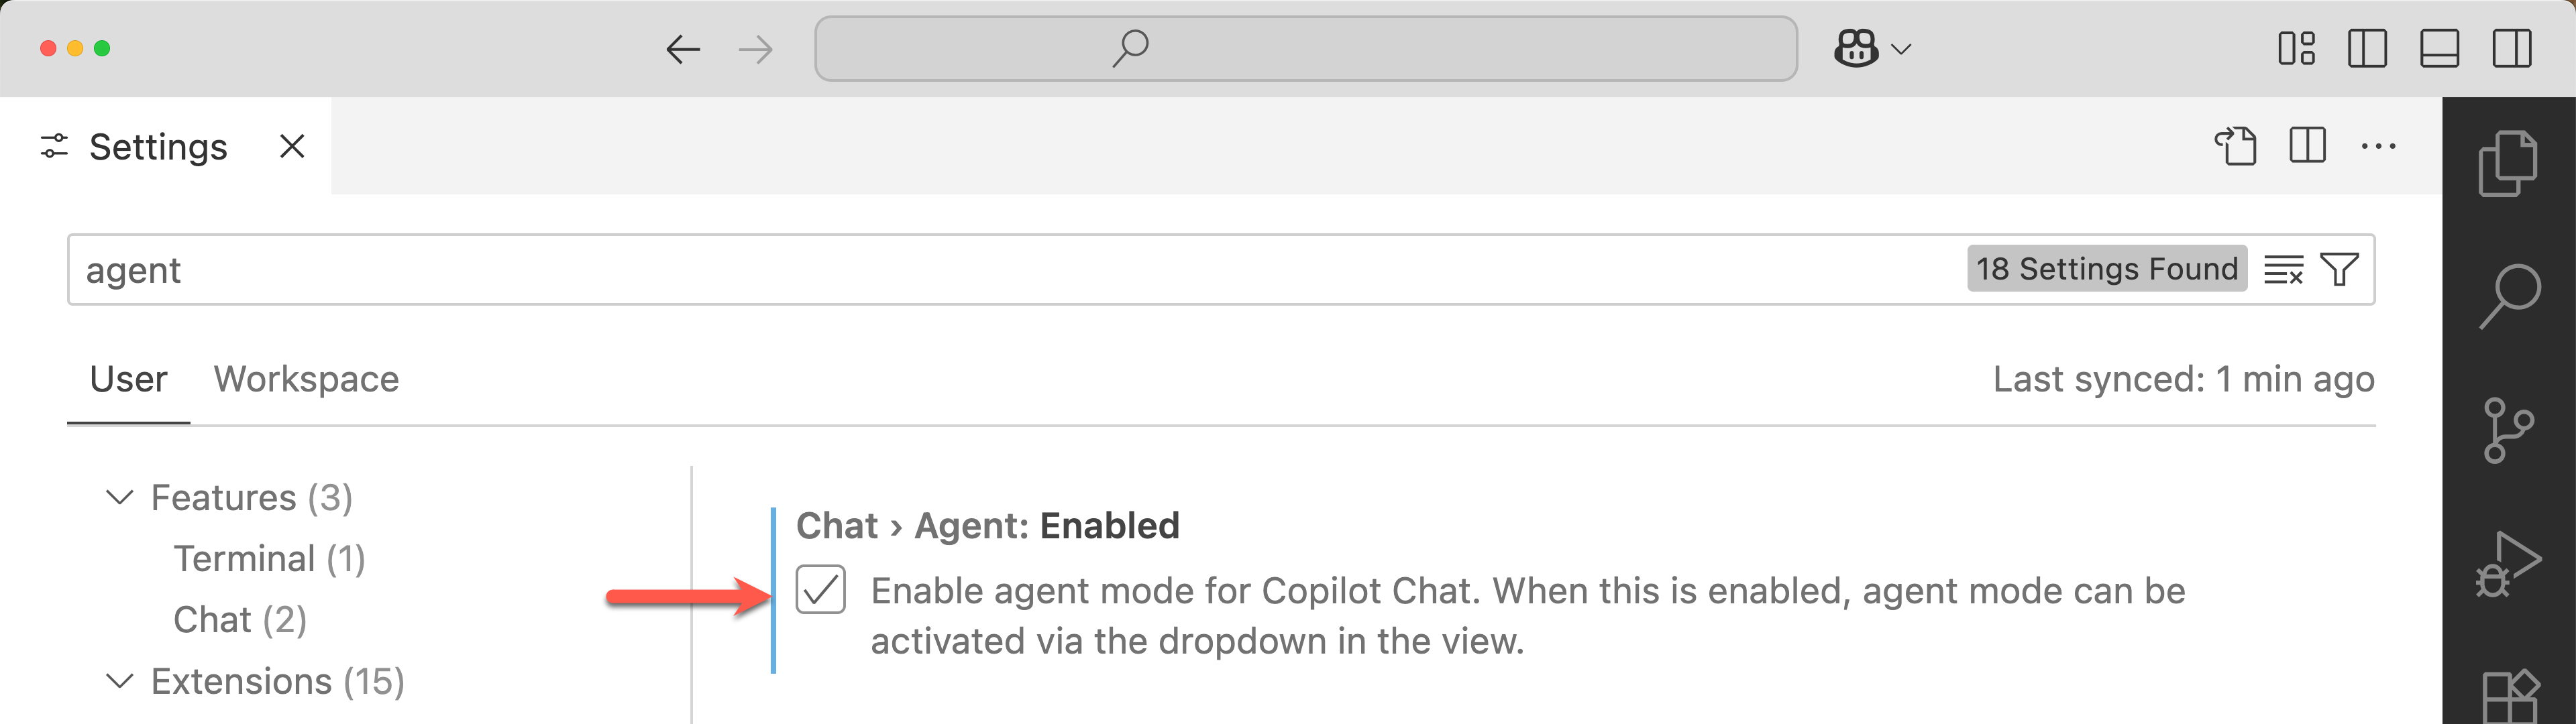 Settings
agent
18 Settings Found
User
Workspace
Last synced: 1 min ago
Features (3)
Terminal (1)
Chat (2)
Extensions (15)
Chat › Agent: Enabled
Enable agent mode for Copilot Chat. When this is enabled, agent mode can be
activated via the dropdown in the view.